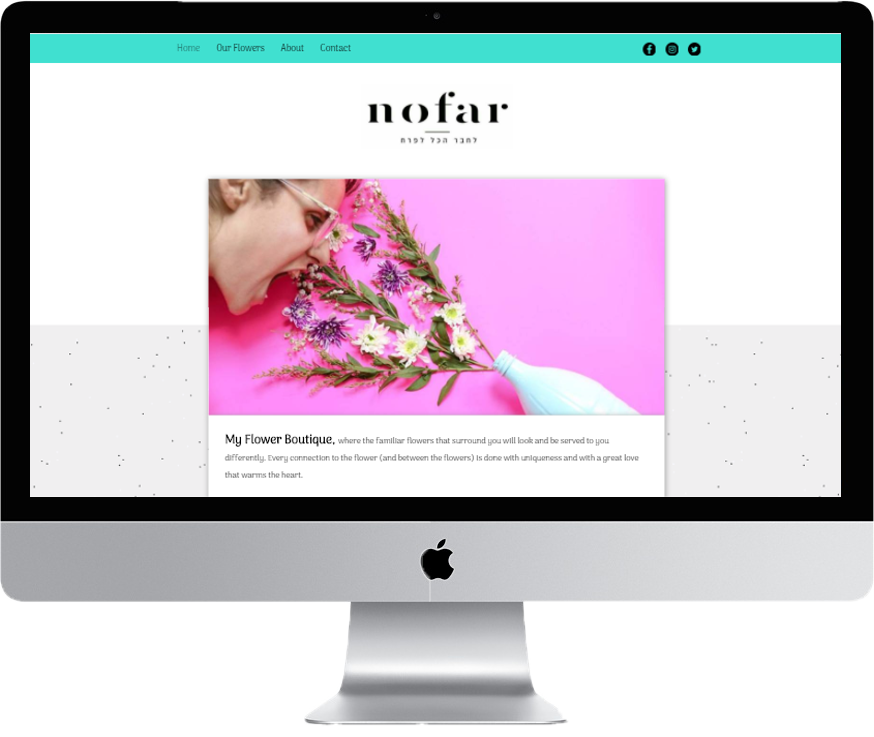 Home Our Flowers About Contact
nofar
לחבר הכל לפרח
My Flower Boutique, where the familiar flowers that surround you will look and be served to you
differently. Every connection to the flower (and between the flowers) is done with uniqueness and with a great love
that warms the heart.